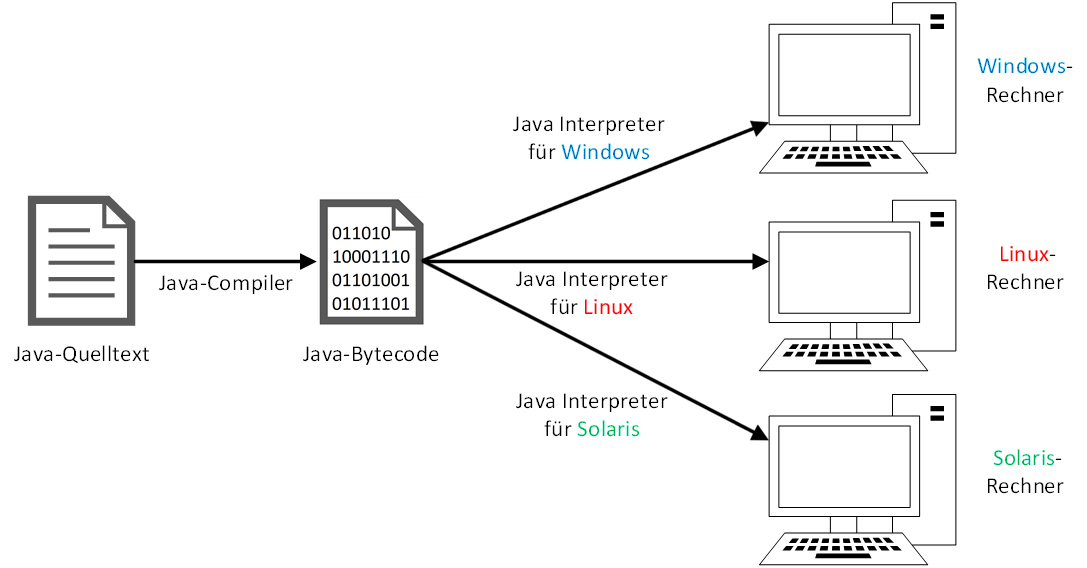 Java-Quelltext
Java-Compiler
011010
10001110
01101001
01011101
Java-Bytecode
Java Interpreter
für Windows
Windows-
Rechner
Java Interpreter
für Linux
Linux-
Rechner
Java Interpreter
für Solaris
Solaris-
Rechner